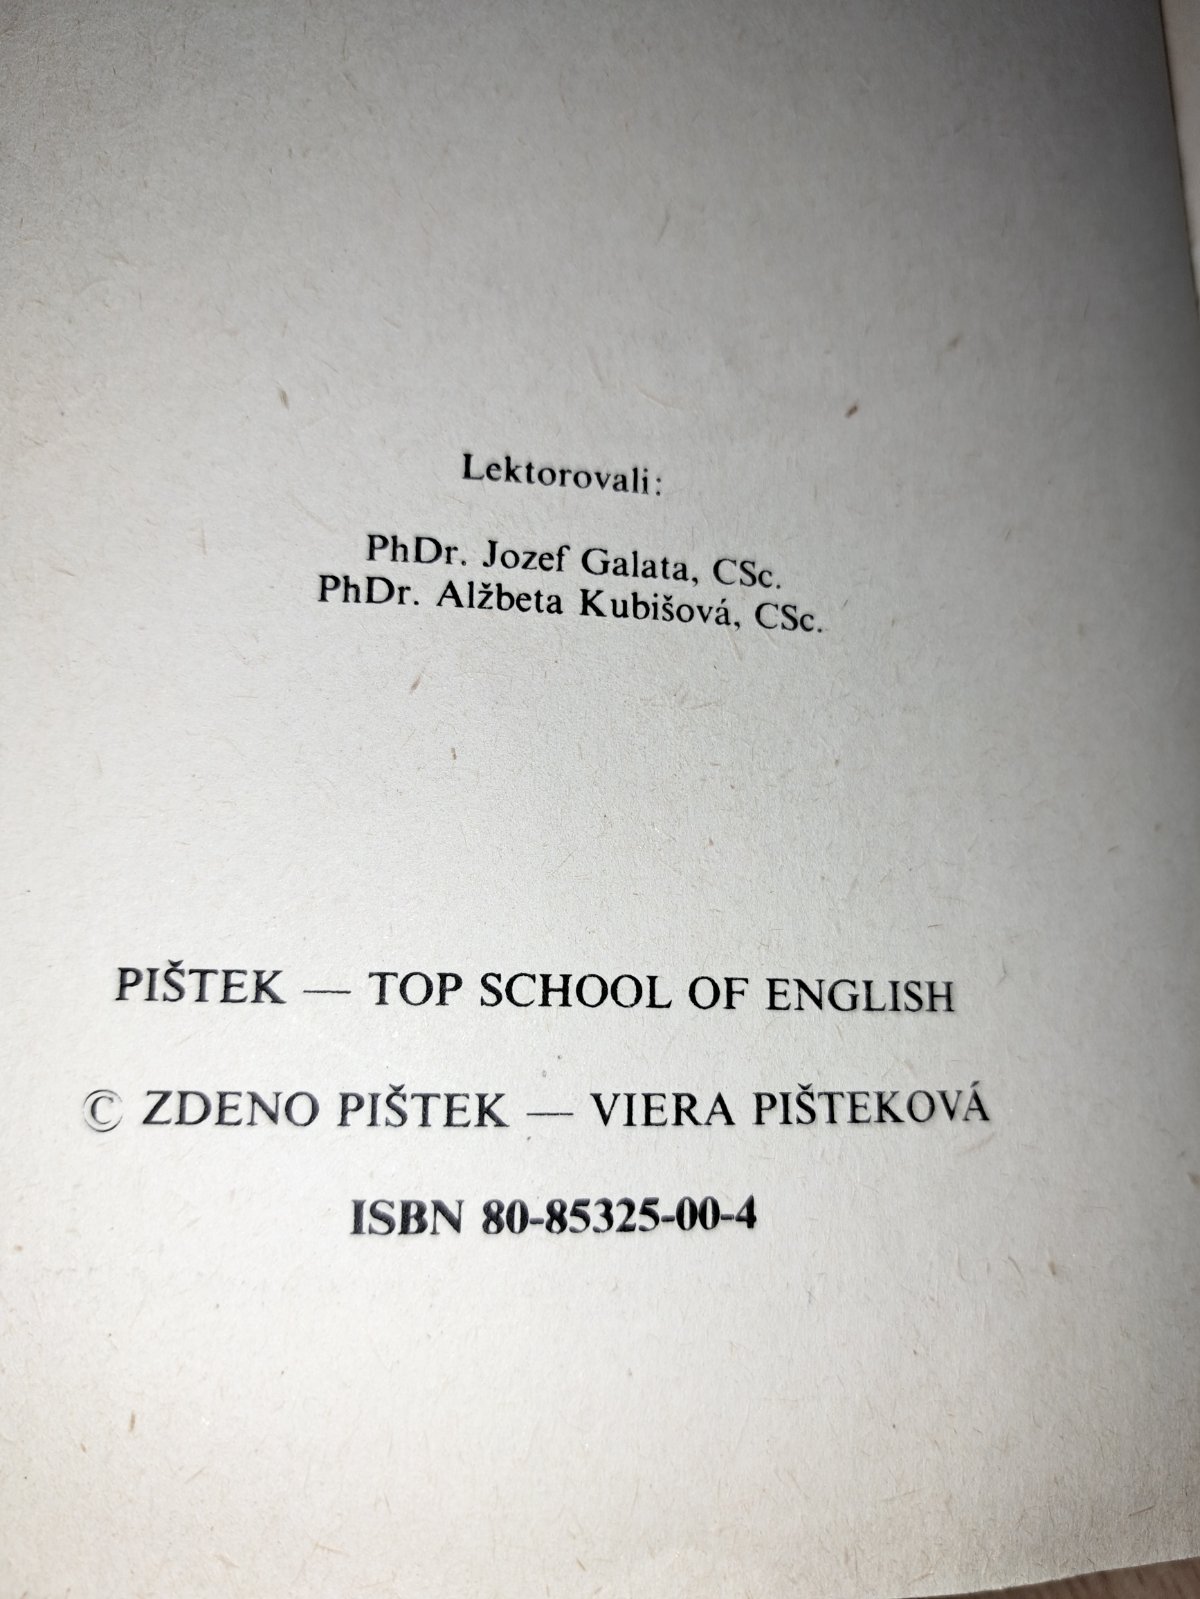 Lektorovali:
PhDr. Jozef Galata, CSc.
PhDr. Alžbeta Kubišová, CSc.
PIŠTEK — TOP SCHOOL OF ENGLISH
© ZDENO PIŠTEK — VIERA PIŠTEKOVÁ
ISBN 80-85325-00-4